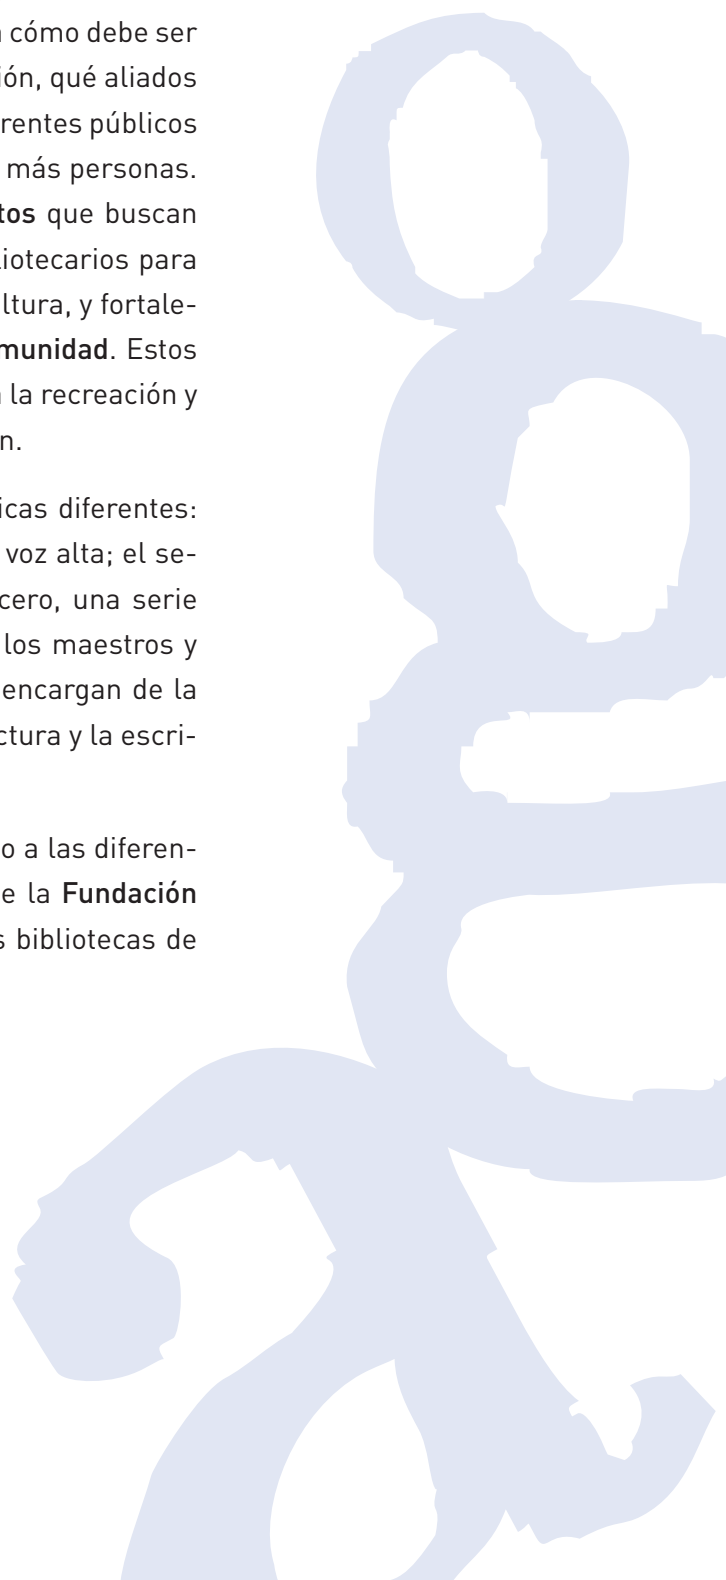 cómo debe ser
ión, qué aliados
rentes públicos
más personas.
tos que buscan
liotecarios para
ltura, y fortale-
munidad. Estos
la recreación y
n.
icas diferentes:
voz alta; el se-
cero, una serie
los maestros y
encargan de la
ctura y la escri-
o a las diferen-
e la Fundación
s bibliotecas de